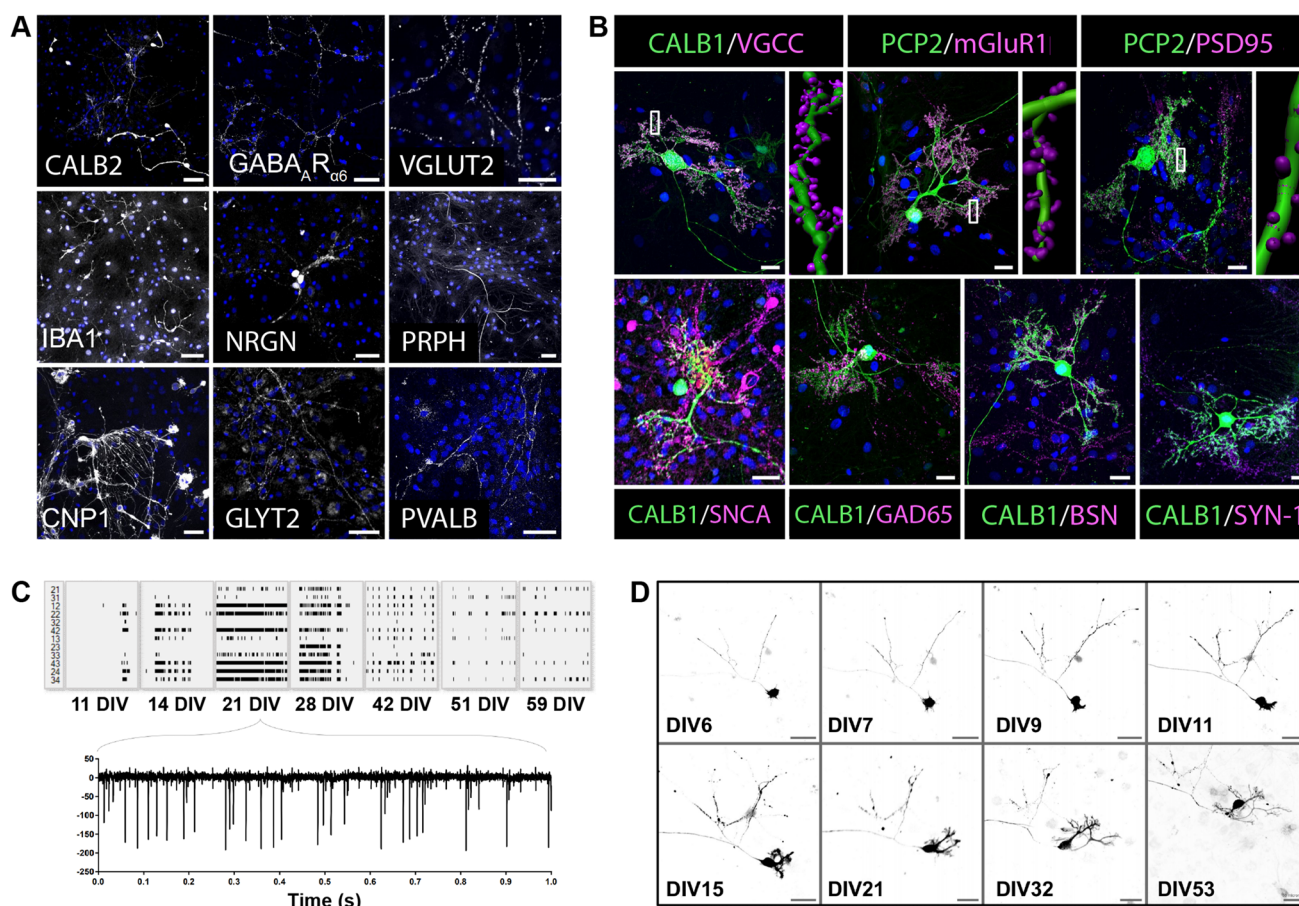 A
CALB2
GABA_AR_α6
VGLUT2
IBA1
NRGN
PRPH
CNP1
GLYT2
PVALB
B
CALB1/VGCC
PCP2/mGluR1
PCP2/PSD95
CALB1/SNCA
CALB1/GAD65
CALB1/BSN
CALB1/SYN-1
C
21
31
12
22
32
42
13
23
33
43
24
34
11 DIV 14 DIV 21 DIV 28 DIV 42 DIV 51 DIV 59 DIV
50
0
-50
-100
-150
-200
-250
0.0 0.1 0.2 0.3 0.4 0.5 0.6 0.7 0.8 0.9 1.0
Time (s)
D
DIV6
DIV7
DIV9
DIV11
DIV15
DIV21
DIV32
DIV53